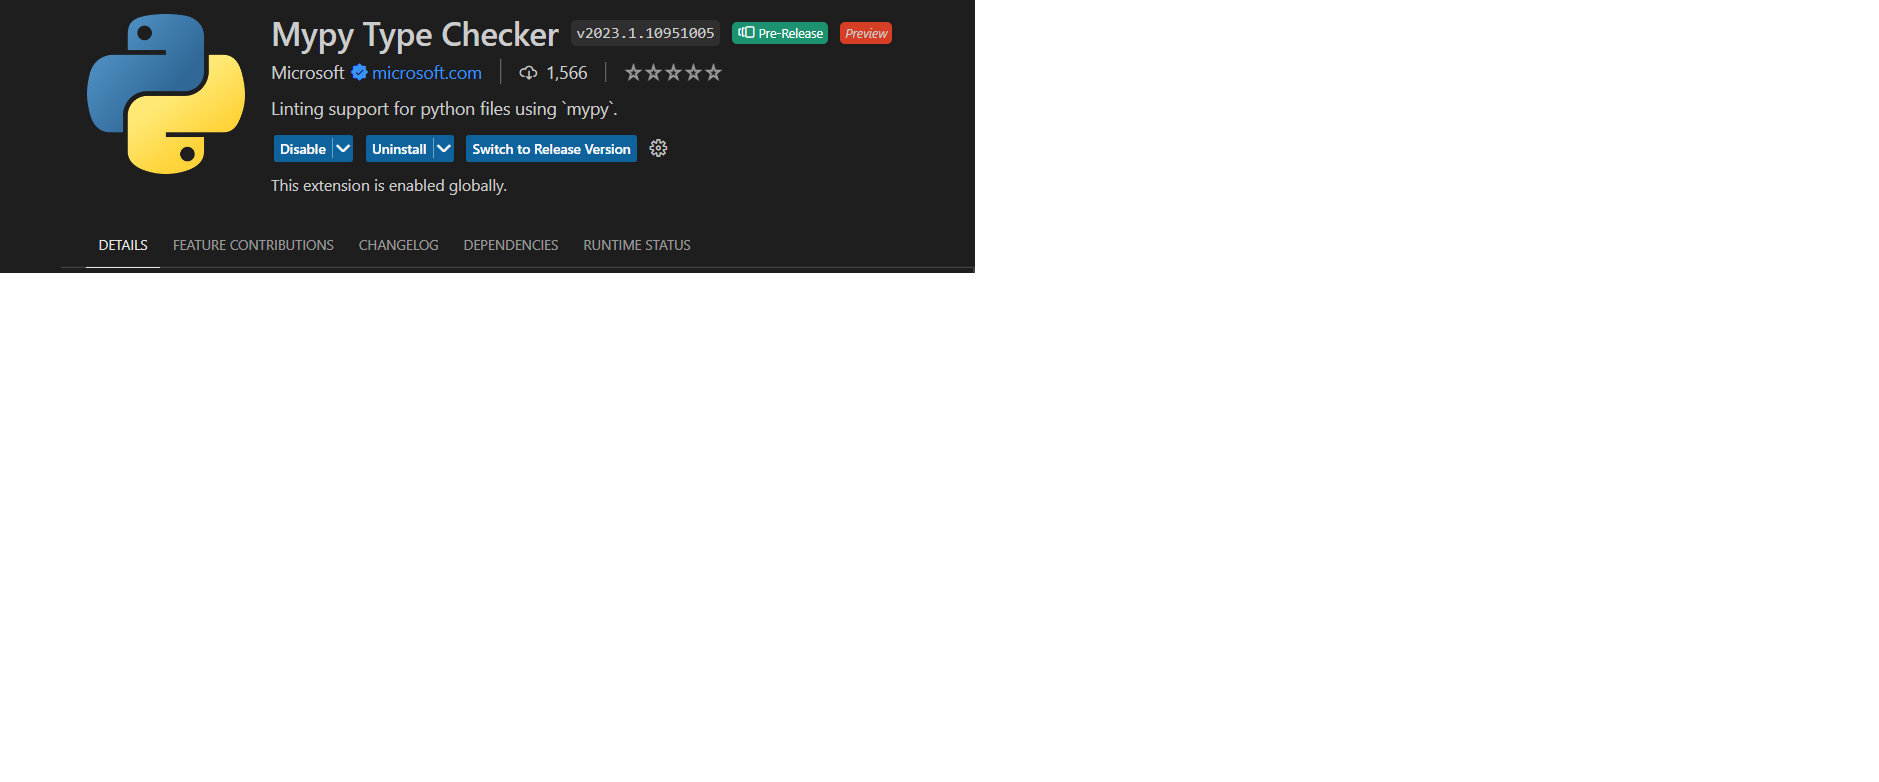 Mypy Type Checker v2023.1.10951005 Pre-Release Preview
Microsoft microsoft.com 1,566
Linting support for python files using `mypy`.
Disable Uninstall Switch to Release Version
This extension is enabled globally.
DETAILS FEATURE CONTRIBUTIONS CHANGELOG DEPENDENCIES RUNTIME STATUS